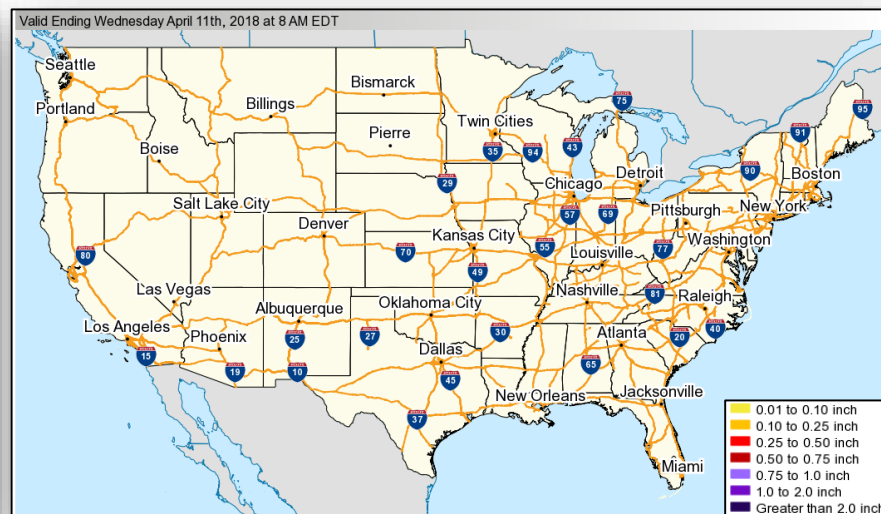 Valid Ending Wednesday April 11th, 2018 at 8 AM EDT
Seattle
Portland
Boise
Billings
Bismarck
Pierre
Twin Cities
75
95
91
35
94
43
90
Boston
29
Chicago
Detroit
Salt Lake City
57
69
Pittsburgh
New York
Denver
Kansas City
80
70
55
Louisville
77
Washington
49
Las Vegas
Albuquerque
Oklahoma City
Nashville
81
Raleigh
Los Angeles
Phoenix
25
27
30
Atlanta
20
40
15
19
10
Dallas
45
65
New Orleans
Jacksonville
37
Miami
0.01 to 0.10 inch
0.10 to 0.25 inch
0.25 to 0.50 inch
0.50 to 0.75 inch
0.75 to 1.0 inch
1.0 to 2.0 inch
Greater than 2.0 inch